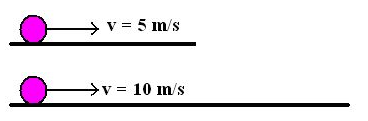 v = 5 m/s
v = 10 m/s